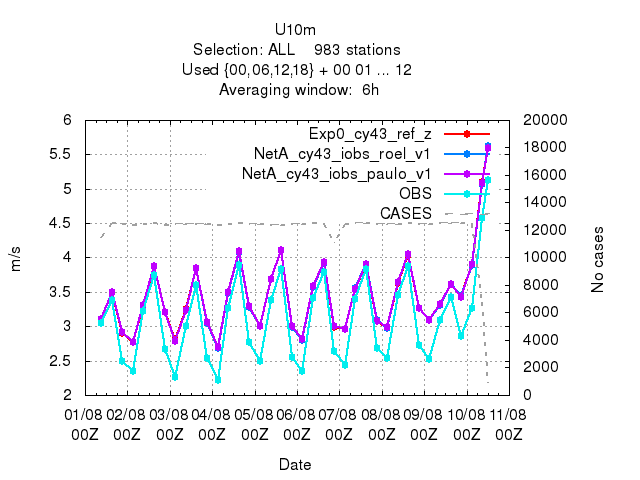 U10m
Selection: ALL 983 stations
Used {00,06,12,18} + 00 01 ... 12
Averaging window: 6h
Exp0_cy43_ref_z
NetA_cy43_iobs_roel_v1
NetA_cy43_iobs_paulo_v1
OBS
CASES
m/s
6
5.5
5
4.5
4
3.5
3
2.5
2
20000
18000
16000
14000
12000
10000
8000
6000
4000
2000
0
No cases
01/08 02/08 03/08 04/08 05/08 06/08 07/08 08/08 09/08 10/08 11/08
00Z 00Z 00Z 00Z 00Z 00Z 00Z 00Z 00Z 00Z 00Z
Date